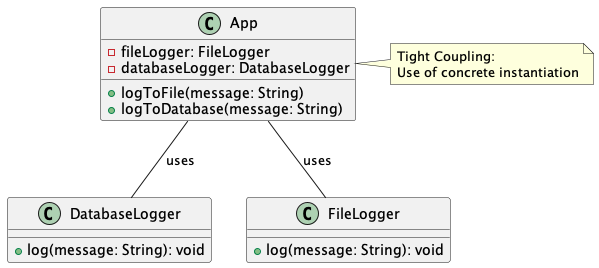 C App
fileLogger: FileLogger
databaseLogger: DatabaseLogger
logToFile(message: String)
logToDatabase(message: String)
Tight Coupling:
Use of concrete instantiation
uses
uses
C DatabaseLogger
log(message: String): void
C FileLogger
log(message: String): void